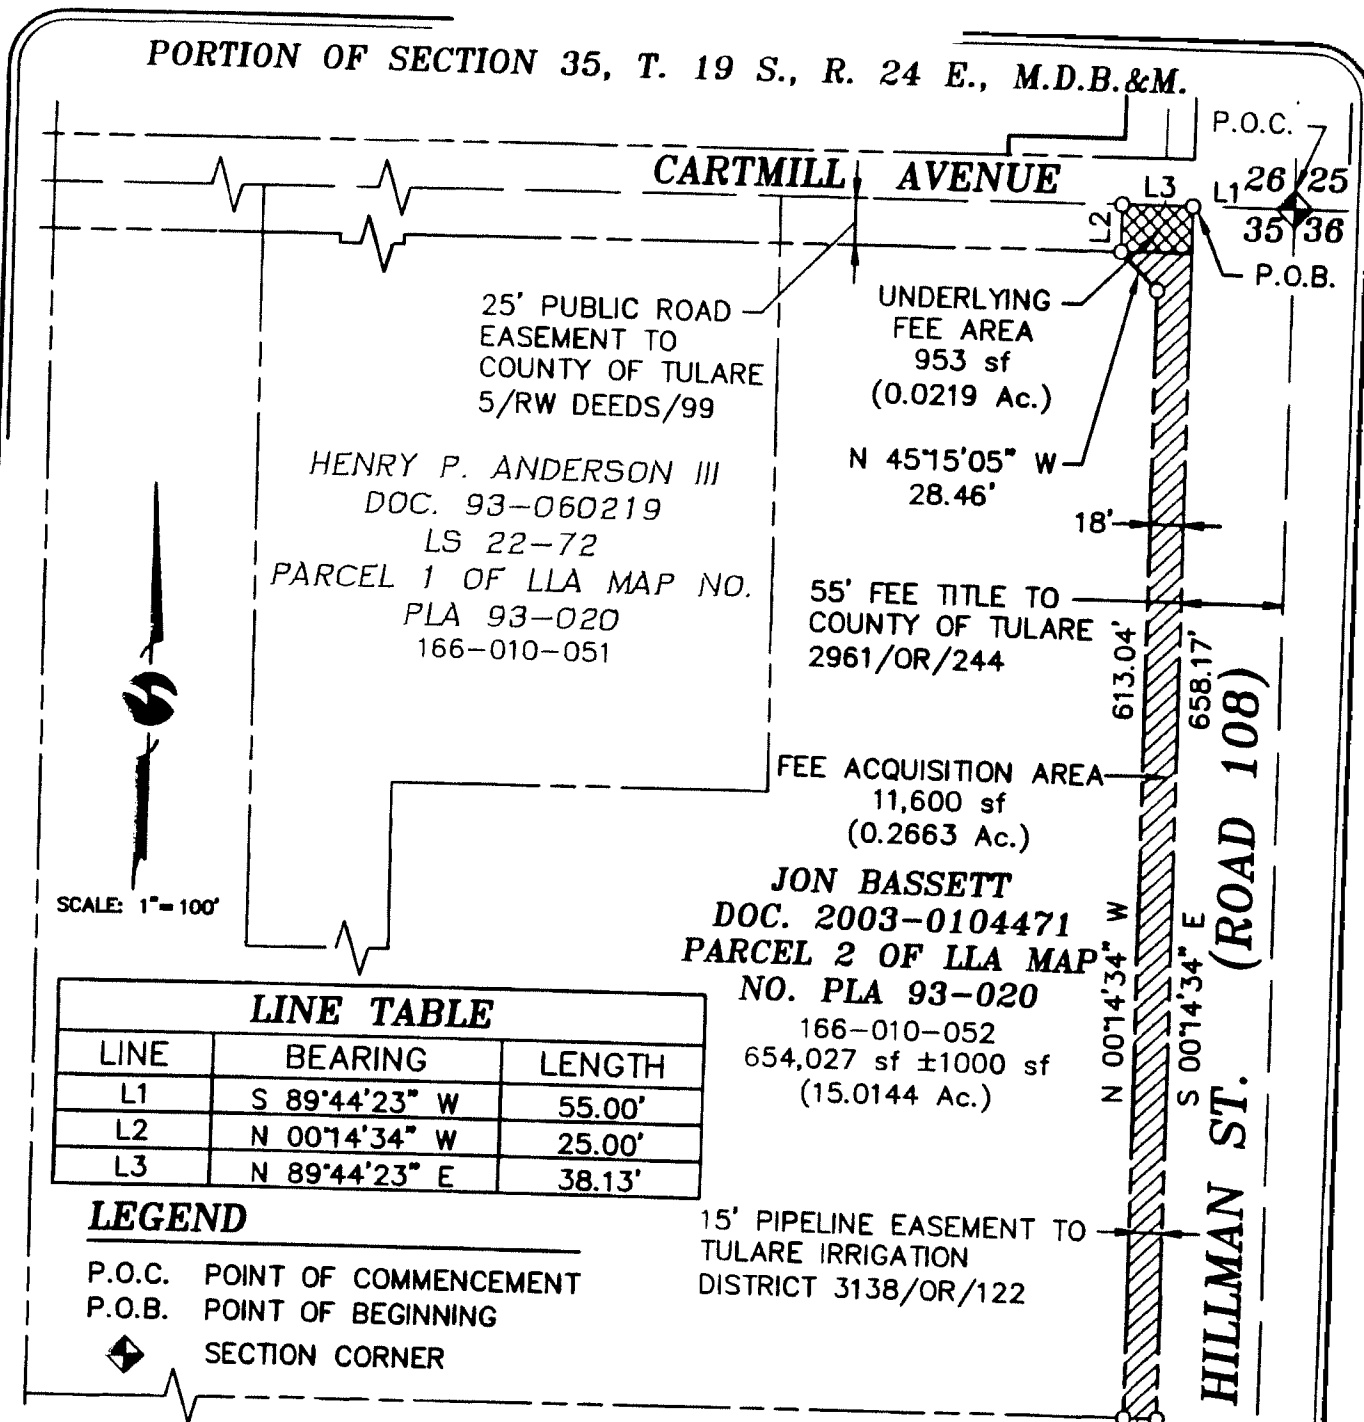 PORTION OF SECTION 35, T. 19 S., R. 24 E., M.D.B.&M.
P.O.C.
CARTMILL AVENUE
L3
L1
26
25
35
36
L2
P.O.B.
25' PUBLIC ROAD
EASEMENT TO
COUNTY OF TULARE
5/RW DEEDS/99
UNDERLYING
FEE AREA
953 sf
(0.0219 Ac.)
HENRY P. ANDERSON III
DOC. 93-060219
LS 22-72
PARCEL 1 OF LLA MAP NO.
PLA 93-020
166-010-051
N 45°15'05" W
28.46'
18'
55' FEE TITLE TO
COUNTY OF TULARE
2961/OR/244
613.04'
658.17'
FEE ACQUISITION AREA
11,600 sf
(0.2663 Ac.)
SCALE: 1"=100'
JON BASSETT
DOC. 2003-0104471
PARCEL 2 OF LLA MAP
NO. PLA 93-020
166-010-052
654,027 sf ±1000 sf
(15.0144 Ac.)
N 00°14'34" W
S 00°14'34" E
HILLMAN ST. (ROAD 108)
LINE TABLE
LINE BEARING LENGTH
L1 S 89°44'23" W 55.00'
L2 N 00°14'34" W 25.00'
L3 N 89°44'23" E 38.13'
15' PIPELINE EASEMENT TO
TULARE IRRIGATION
DISTRICT 3138/OR/122
LEGEND
P.O.C. POINT OF COMMENCEMENT
P.O.B. POINT OF BEGINNING
SECTION CORNER